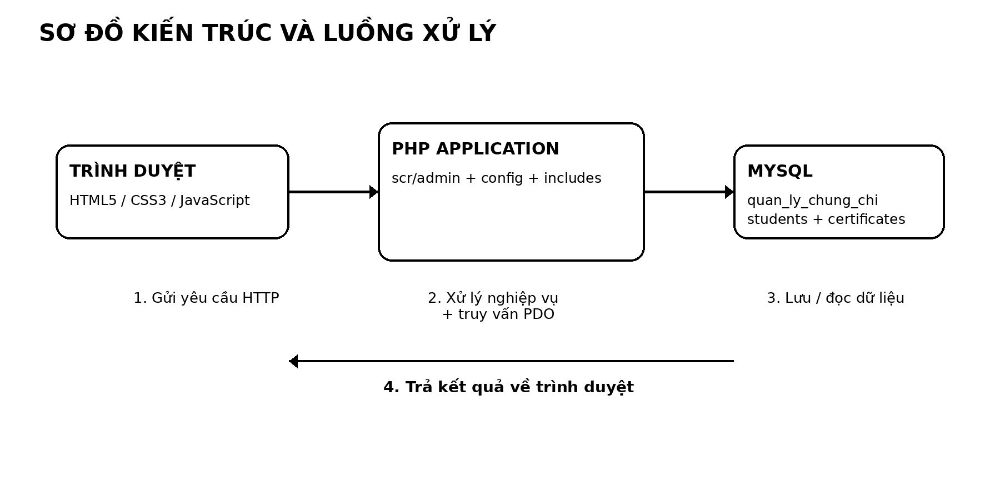 SƠ ĐỒ KIẾN TRÚC VÀ LUỒNG XỬ LÝ
TRÌNH DUYỆT
HTML5 / CSS3 / JavaScript
PHP APPLICATION
scr/admin + config + includes
MYSQL
quan_ly_chung_chi
students + certificates
1. Gửi yêu cầu HTTP
2. Xử lý nghiệp vụ
+ truy vấn PDO
3. Lưu / đọc dữ liệu
4. Trả kết quả về trình duyệt